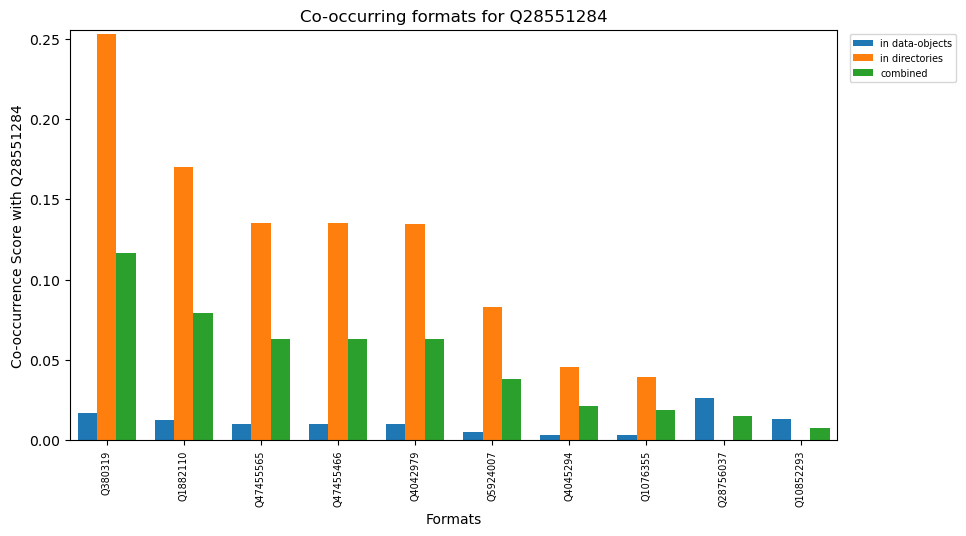 Co-occurring formats for Q28551284
in data-objects
in directories
combined
Co-occurrence Score with Q28551284
0.25
0.20
0.15
0.10
0.05
0.00
Q380319
Q1882110
Q47455565
Q47455466
Q4042979
Q5924007
Q4045294
Q1076355
Q28756037
Q10852293
Formats